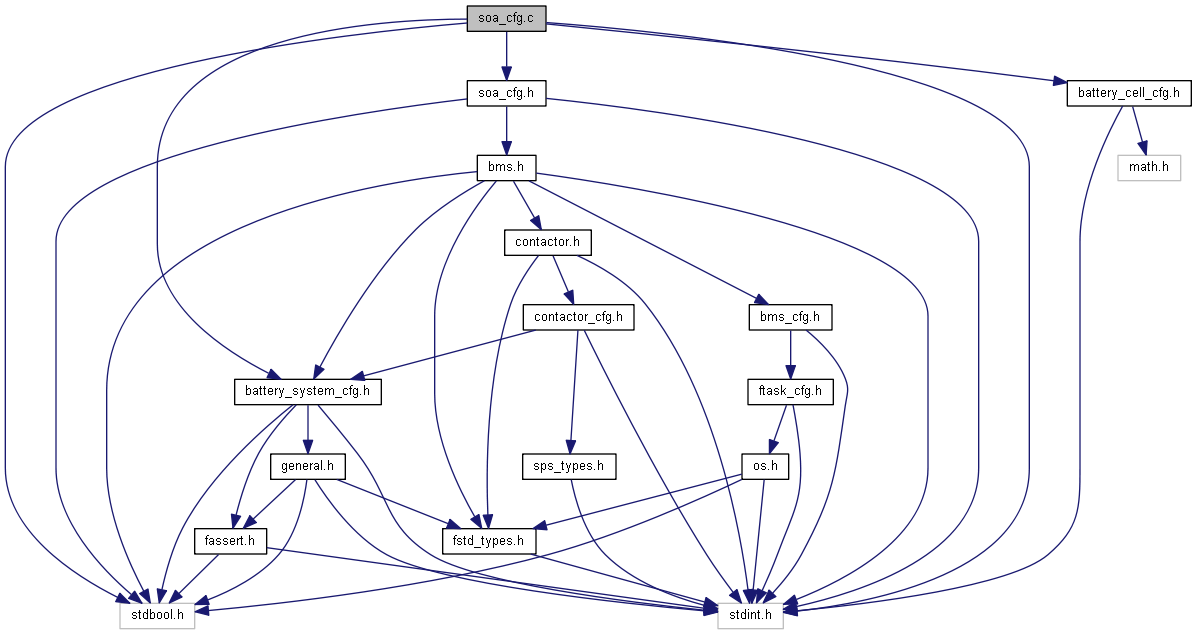 soa_cfg.c
soa_cfg.h
battery_cell_cfg.h
bms.h
math.h
contactor.h
contactor_cfg.h
bms_cfg.h
battery_system_cfg.h
ftask_cfg.h
general.h
sps_types.h
os.h
fassert.h
fstd_types.h
stdbool.h
stdint.h